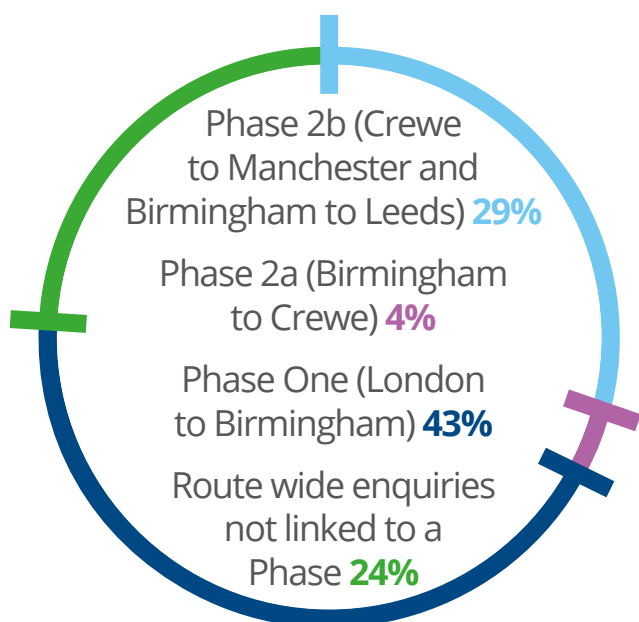 Phase 2b (Crewe
to Manchester and
Birmingham to Leeds) 29%
Phase 2a (Birmingham
to Crewe) 4%
Phase One (London
to Birmingham) 43%
Route wide enquiries
not linked to a
Phase 24%